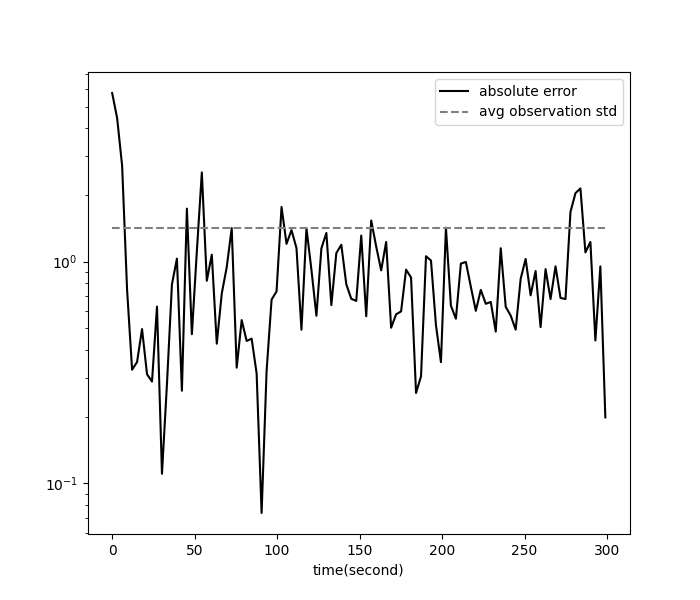 absolute error
avg observation std
10⁰
10⁻¹
0 50 100 150 200 250 300
time(second)